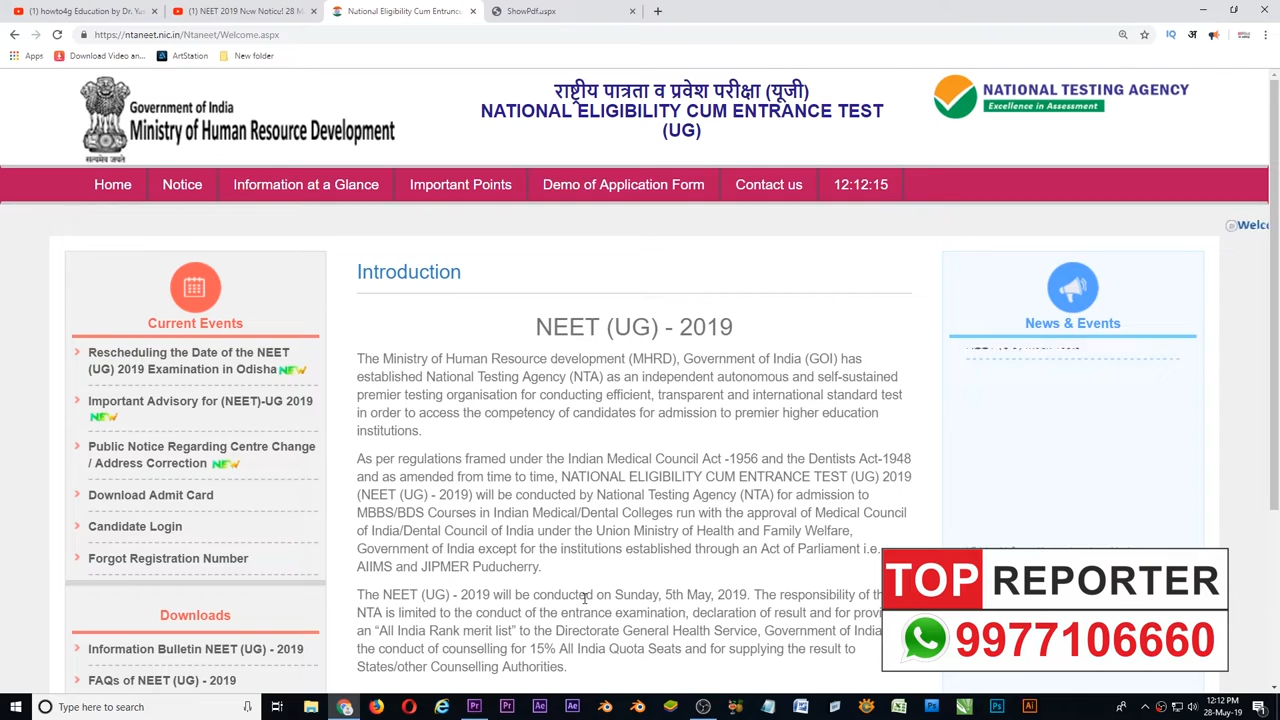 (1) howto4g Education by Dr. Yas
(1) NEET 2019 New Notice! 28 M
National Eligibility Cum Entranc
ShowPdf.aspx
https://ntaneet.nic.in/Ntaneet/Welcome.aspx
Apps
Download Video an...
ArtStation
New folder
Government of India
Ministry of Human Resource Development
सत्यमेव जयते
राष्ट्रीय पात्रता व प्रवेश परीक्षा (यूजी)
NATIONAL ELIGIBILITY CUM ENTRANCE TEST
(UG)
NATIONAL TESTING AGENCY
Excellence in Assessment
Home
Notice
Information at a Glance
Important Points
Demo of Application Form
Contact us
12:12:15
Welco
Current Events
Rescheduling the Date of the NEET
(UG) 2019 Examination in Odisha NEW
Important Advisory for (NEET)-UG 2019
NEW
Public Notice Regarding Centre Change
/ Address Correction NEW
Download Admit Card
Candidate Login
Forgot Registration Number
Downloads
Information Bulletin NEET (UG) - 2019
FAQs of NEET (UG) - 2019
Introduction
NEET (UG) - 2019
The Ministry of Human Resource development (MHRD), Government of India (GOI) has
established National Testing Agency (NTA) as an independent autonomous and self-sustained
premier testing organisation for conducting efficient, transparent and international standard test
in order to access the competency of candidates for admission to premier higher education
institutions.
As per regulations framed under the Indian Medical Council Act -1956 and the Dentists Act-1948
and as amended from time to time, NATIONAL ELIGIBILITY CUM ENTRANCE TEST (UG) 2019
(NEET (UG) - 2019) will be conducted by National Testing Agency (NTA) for admission to
MBBS/BDS Courses in Indian Medical/Dental Colleges run with the approval of Medical Council
of India/Dental Council of India under the Union Ministry of Health and Family Welfare,
Government of India except for the institutions established through an Act of Parliament i.e.
AIIMS and JIPMER Puducherry.
The NEET (UG) - 2019 will be conducted on Sunday, 5th May, 2019. The responsibility of th
NTA is limited to the conduct of the entrance examination, declaration of result and for provi
an “All India Rank merit list” to the Directorate General Health Service, Government of India
the conduct of counselling for 15% All India Quota Seats and for supplying the result to
States/other Counselling Authorities.
News & Events
TOP REPORTER
9977106660
Type here to search
12:12 PM
28-May-19